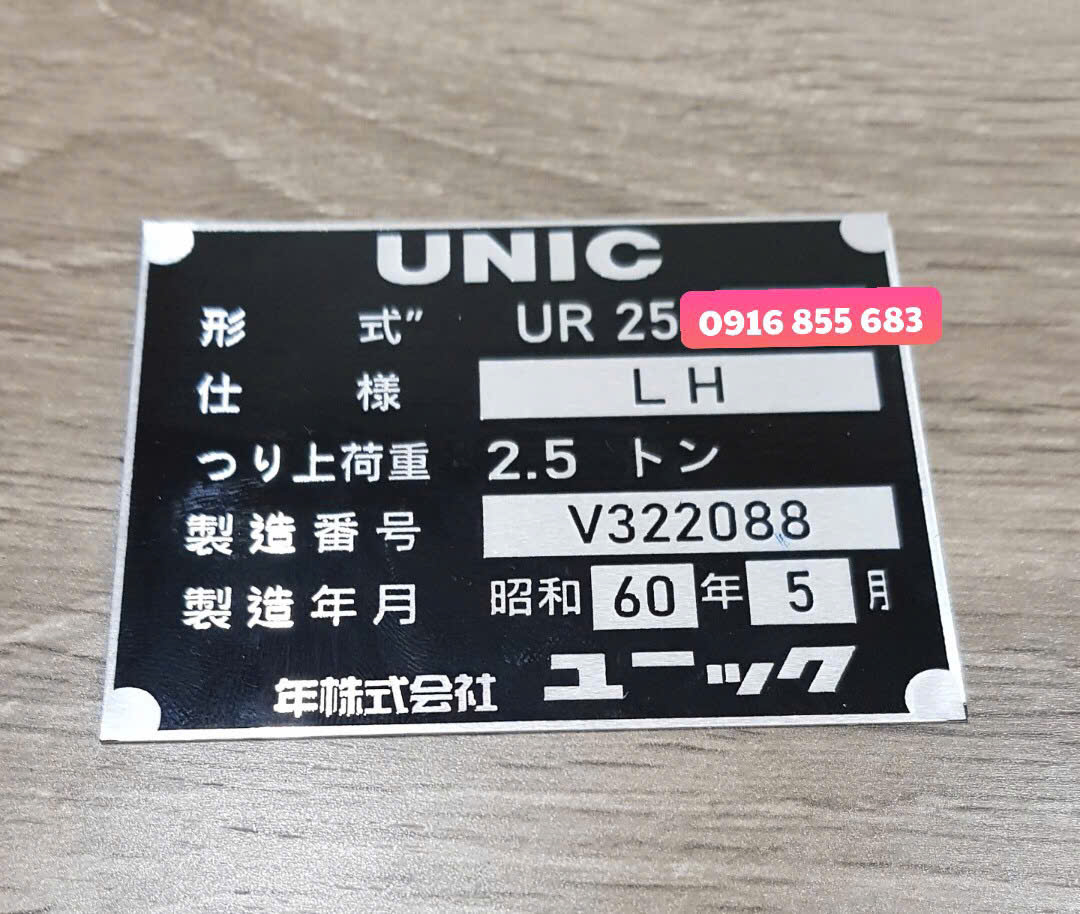 UNIC
形 式" UR 25 0916 855 683
仕 様 L H
つり上荷重 2.5 トン
製造番号 V322088
製造年月 昭和 60 年 5 月
年株式会社 ユニック